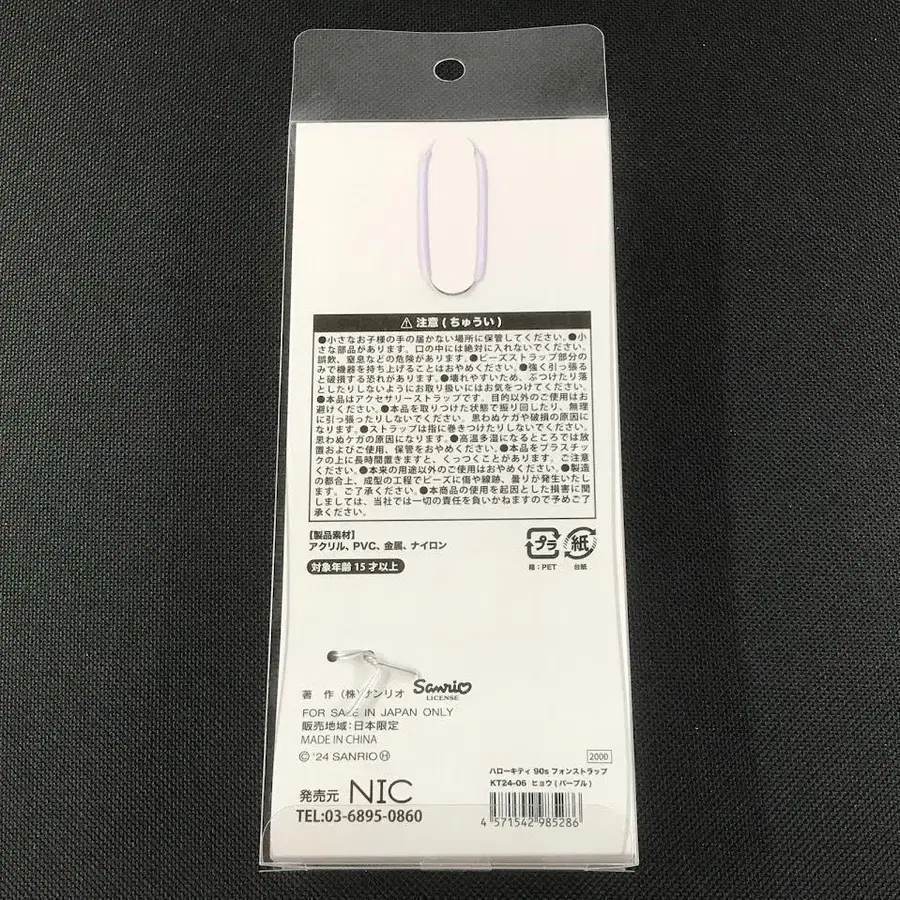 ⚠ 注意(ちゅうい)
●小さなお子様の手の届かない場所に保管してください。●小
さな部品があります。口の中には絶対に入れないでください。
誤飲、窒息などの危険があります。●ビーズストラップ部分の
みで機器を持ち上げることはおやめください。●強く引っ張る
と破損する恐れがあります。●壊れやすいため、ぶつけたり落
としたりしないようにお取り扱いにはお気をつけてください。
●本品はアクセサリーストラップです。目的以外のご使用はお
避けください。●本品を取りつけた状態で振り回したり、無理
に引っ張ったりしないでください。思わぬケガや破損の原因に
なります。●ストラップは指に巻きつけたりしないでください。
思わぬケガの原因になります。●高温多湿になるところでは放
置およびご使用、保管をおやめください。●本品をプラスチッ
クの上に長時間置きますと、くっつくことがあります。ご注意
ください。●本来の用途以外のご使用はおやめください。●製造
の都合上、成型の工程でビーズに傷や線跡、曇りが発生いたし
ます。ご了承ください。●本商品の使用を起因とした損害に関
しましては、当社では一切の責任を負いかねますので予めご了
承ください。
【製品素材】
アクリル、PVC、金属、ナイロン
対象年齢15才以上
プラ 紙
箱:PET 台紙
著 作 (株)サンリオ Sanrio LICENSE
FOR SALE IN JAPAN ONLY
販売地域:日本限定
MADE IN CHINA
© '24 SANRIO Ⓗ
2000
ハローキティ 90s フォンストラップ
KT24-06 ヒョウ(パープル)
発売元 NIC
TEL:03-6895-0860
4 571542 985286